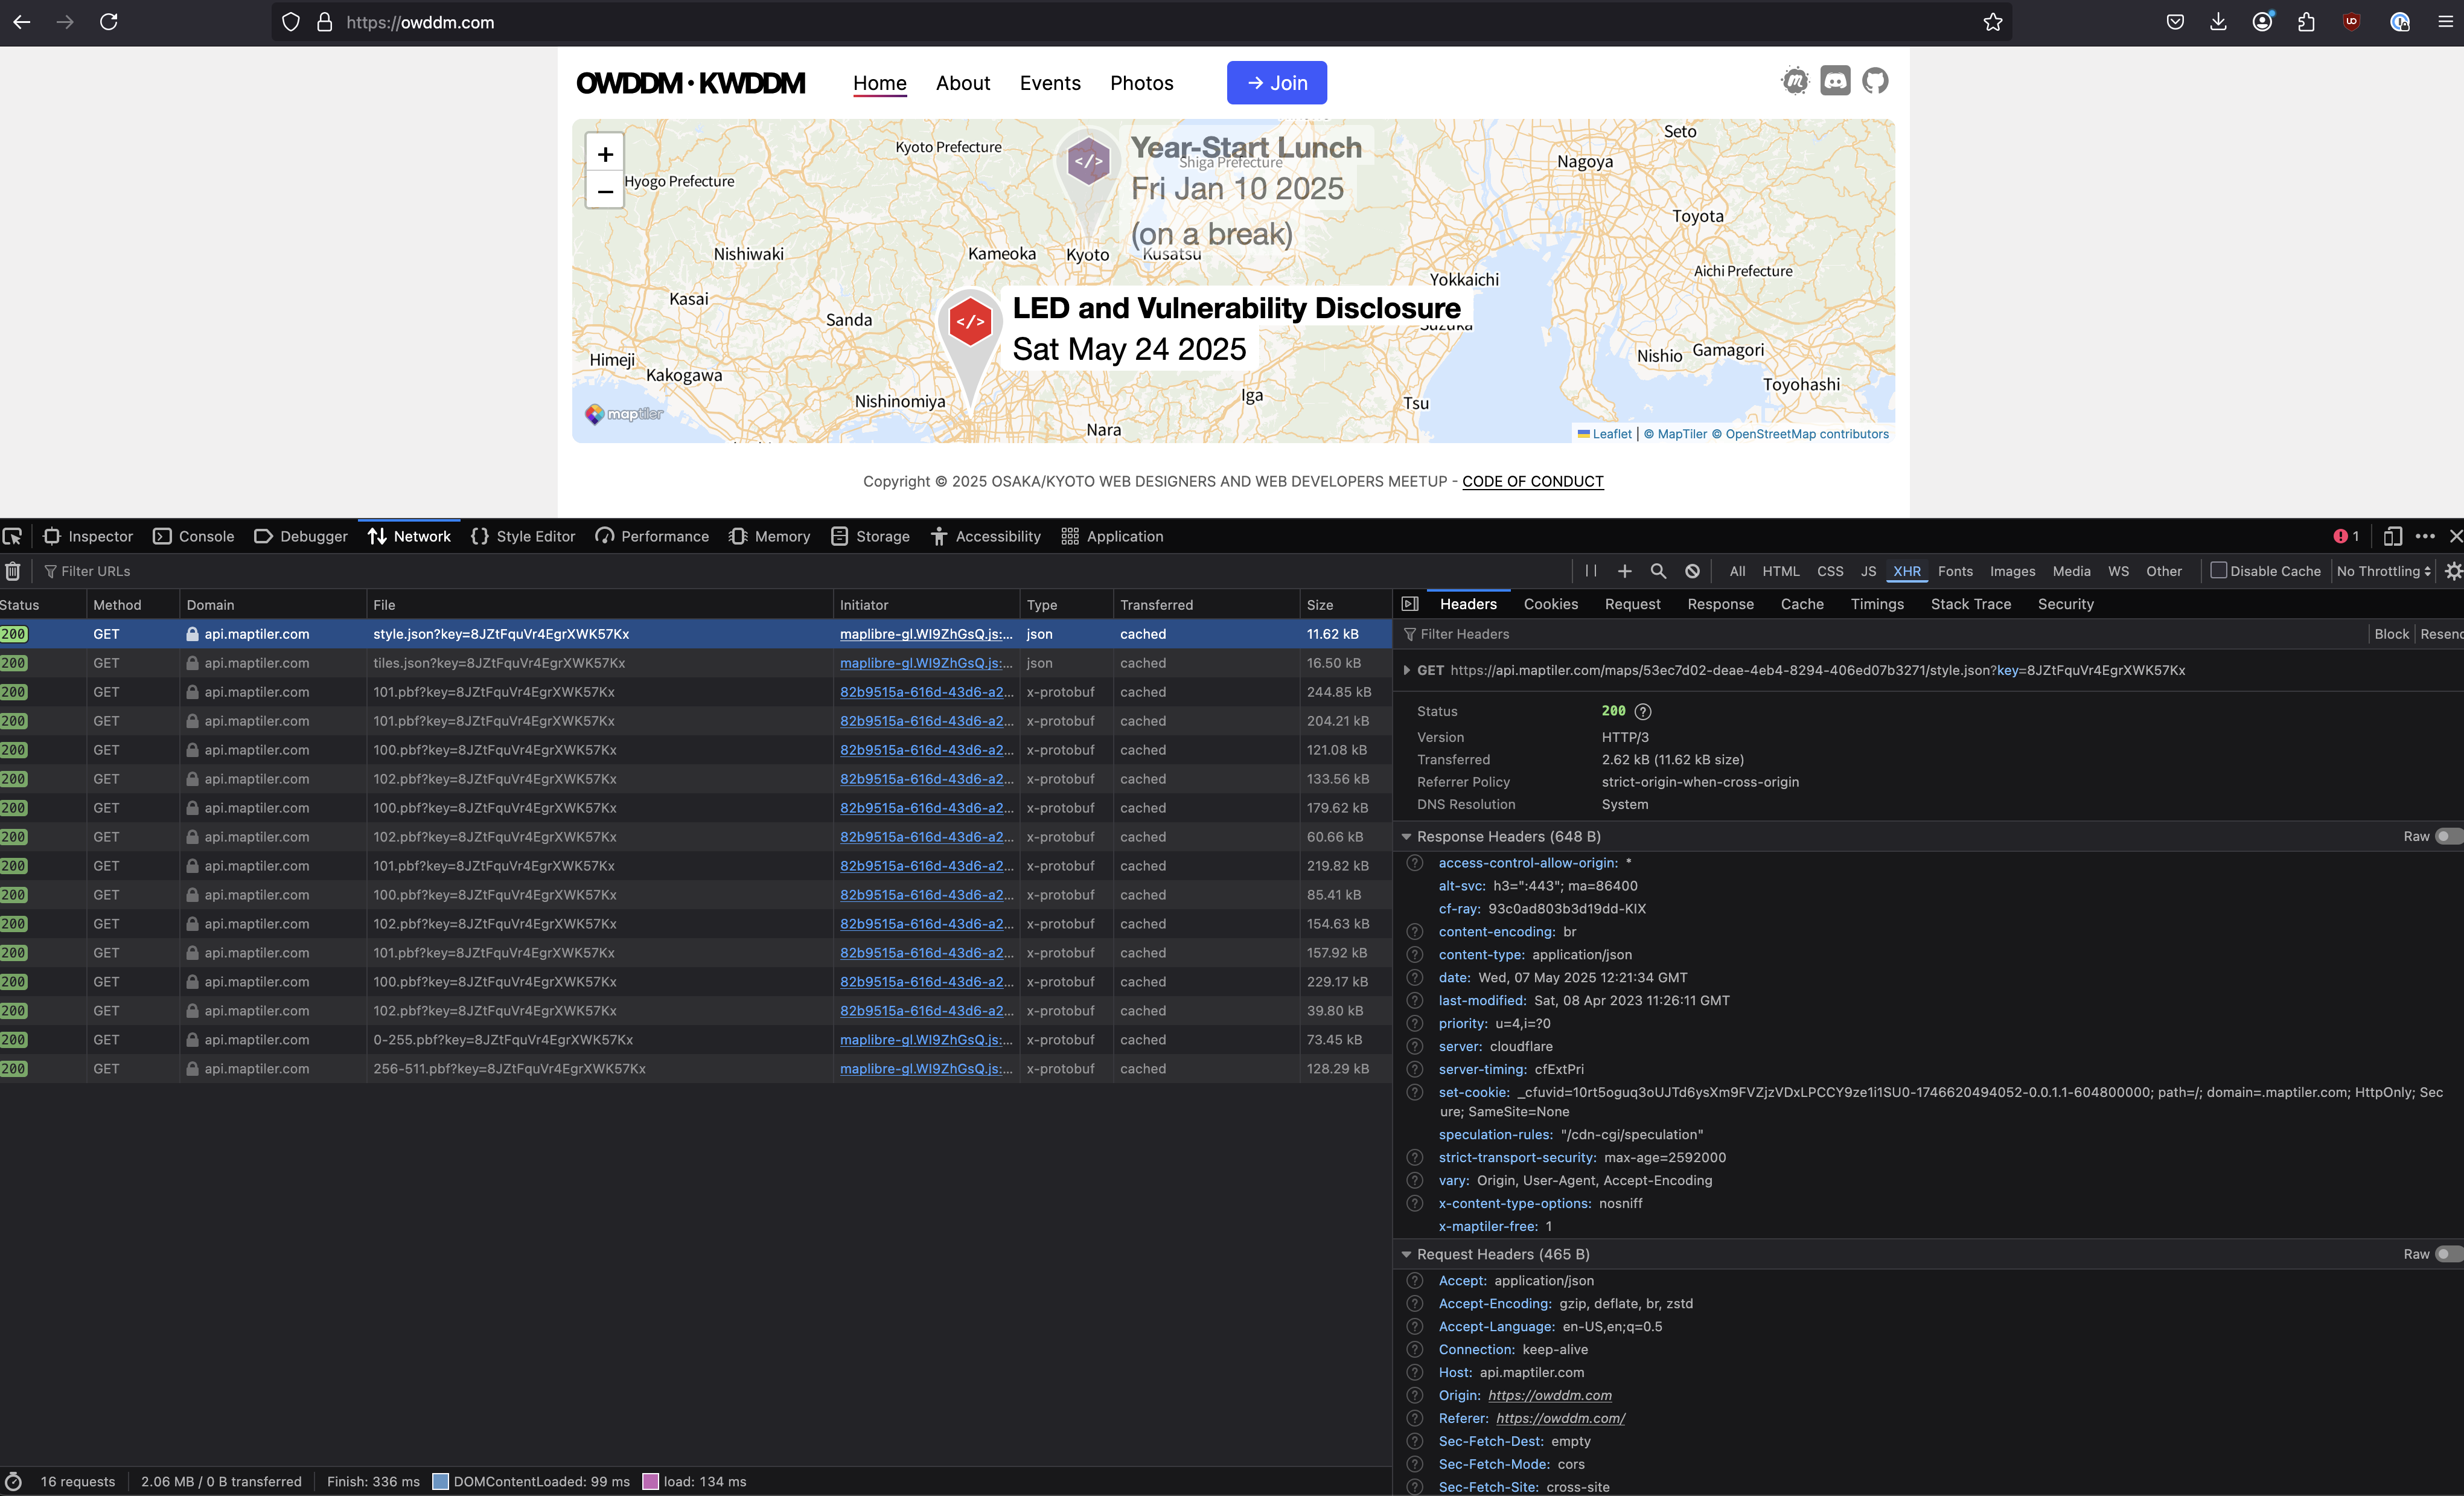 https://owddm.com
OWDDM · KWDDM
Home
About
Events
Photos
→ Join
+
−
Kyoto Prefecture
Hyogo Prefecture
Nishiwaki
Kameoka
Kyoto
Kusatsu
Shiga Prefecture
Year-Start Lunch
Fri Jan 10 2025
(on a break)
Seto
Nagoya
Toyota
Yokkaichi
Aichi Prefecture
Kasai
Sanda
LED and Vulnerability Disclosure
Sat May 24 2025
Suzuka
Himeji
Kakogawa
Nishio
Gamagori
Toyohashi
Nishinomiya
Iga
Tsu
Nara
maptiler
Leaflet | © MapTiler © OpenStreetMap contributors
Copyright © 2025 OSAKA/KYOTO WEB DESIGNERS AND WEB DEVELOPERS MEETUP - CODE OF CONDUCT
Inspector Console Debugger Network Style Editor Performance Memory Storage Accessibility Application 1
Filter URLs
All HTML CSS JS XHR Fonts Images Media WS Other Disable Cache No Throttling
Status Method Domain File Initiator Type Transferred Size
200 GET api.maptiler.com style.json?key=8JZtFquVr4EgrXWK57Kx maplibre-gl.WI9ZhGsQ.js:... json cached 11.62 kB
200 GET api.maptiler.com tiles.json?key=8JZtFquVr4EgrXWK57Kx maplibre-gl.WI9ZhGsQ.js:... json cached 16.50 kB
200 GET api.maptiler.com 101.pbf?key=8JZtFquVr4EgrXWK57Kx 82b9515a-616d-43d6-a2... x-protobuf cached 244.85 kB
200 GET api.maptiler.com 101.pbf?key=8JZtFquVr4EgrXWK57Kx 82b9515a-616d-43d6-a2... x-protobuf cached 204.21 kB
200 GET api.maptiler.com 100.pbf?key=8JZtFquVr4EgrXWK57Kx 82b9515a-616d-43d6-a2... x-protobuf cached 121.08 kB
200 GET api.maptiler.com 102.pbf?key=8JZtFquVr4EgrXWK57Kx 82b9515a-616d-43d6-a2... x-protobuf cached 133.56 kB
200 GET api.maptiler.com 100.pbf?key=8JZtFquVr4EgrXWK57Kx 82b9515a-616d-43d6-a2... x-protobuf cached 179.62 kB
200 GET api.maptiler.com 102.pbf?key=8JZtFquVr4EgrXWK57Kx 82b9515a-616d-43d6-a2... x-protobuf cached 60.66 kB
200 GET api.maptiler.com 101.pbf?key=8JZtFquVr4EgrXWK57Kx 82b9515a-616d-43d6-a2... x-protobuf cached 219.82 kB
200 GET api.maptiler.com 100.pbf?key=8JZtFquVr4EgrXWK57Kx 82b9515a-616d-43d6-a2... x-protobuf cached 85.41 kB
200 GET api.maptiler.com 102.pbf?key=8JZtFquVr4EgrXWK57Kx 82b9515a-616d-43d6-a2... x-protobuf cached 154.63 kB
200 GET api.maptiler.com 101.pbf?key=8JZtFquVr4EgrXWK57Kx 82b9515a-616d-43d6-a2... x-protobuf cached 157.92 kB
200 GET api.maptiler.com 100.pbf?key=8JZtFquVr4EgrXWK57Kx 82b9515a-616d-43d6-a2... x-protobuf cached 229.17 kB
200 GET api.maptiler.com 102.pbf?key=8JZtFquVr4EgrXWK57Kx 82b9515a-616d-43d6-a2... x-protobuf cached 39.80 kB
200 GET api.maptiler.com 0-255.pbf?key=8JZtFquVr4EgrXWK57Kx maplibre-gl.WI9ZhGsQ.js:... x-protobuf cached 73.45 kB
200 GET api.maptiler.com 256-511.pbf?key=8JZtFquVr4EgrXWK57Kx maplibre-gl.WI9ZhGsQ.js:... x-protobuf cached 128.29 kB
16 requests 2.06 MB / 0 B transferred Finish: 336 ms DOMContentLoaded: 99 ms load: 134 ms
Headers Cookies Request Response Cache Timings Stack Trace Security
Filter Headers Block Resend
GET https://api.maptiler.com/maps/53ec7d02-deae-4eb4-8294-406ed07b3271/style.json?key=8JZtFquVr4EgrXWK57Kx
Status 200
Version HTTP/3
Transferred 2.62 kB (11.62 kB size)
Referrer Policy strict-origin-when-cross-origin
DNS Resolution System
Response Headers (648 B) Raw
access-control-allow-origin: *
alt-svc: h3=":443"; ma=86400
cf-ray: 93c0ad803b3d19dd-KIX
content-encoding: br
content-type: application/json
date: Wed, 07 May 2025 12:21:34 GMT
last-modified: Sat, 08 Apr 2023 11:26:11 GMT
priority: u=4,i=?0
server: cloudflare
server-timing: cfExtPri
set-cookie: _cfuvid=10rt5oguq3oUJTd6ysXm9FVZjzVDxLPCCY9ze1i1SU0-1746620494052-0.0.1.1-604800000; path=/; domain=.maptiler.com; HttpOnly; Sec
ure; SameSite=None
speculation-rules: "/cdn-cgi/speculation"
strict-transport-security: max-age=2592000
vary: Origin, User-Agent, Accept-Encoding
x-content-type-options: nosniff
x-maptiler-free: 1
Request Headers (465 B) Raw
Accept: application/json
Accept-Encoding: gzip, deflate, br, zstd
Accept-Language: en-US,en;q=0.5
Connection: keep-alive
Host: api.maptiler.com
Origin: https://owddm.com
Referer: https://owddm.com/
Sec-Fetch-Dest: empty
Sec-Fetch-Mode: cors
Sec-Fetch-Site: cross-site